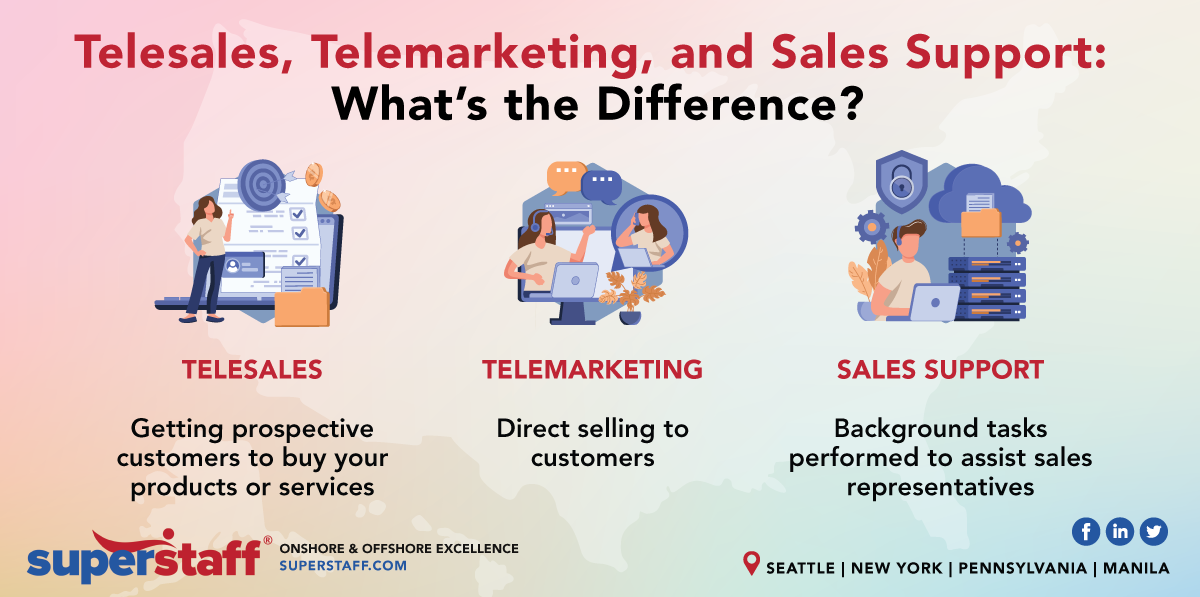 Telesales, Telemarketing, and Sales Support:
What's the Difference?
TELESALES
Getting prospective
customers to buy your
products or services
TELEMARKETING
Direct selling to
customers
SALES SUPPORT
Background tasks
performed to assist sales
representatives
superstaff®
ONSHORE & OFFSHORE EXCELLENCE
SUPERSTAFF.COM
SEATTLE | NEW YORK | PENNSYLVANIA | MANILA